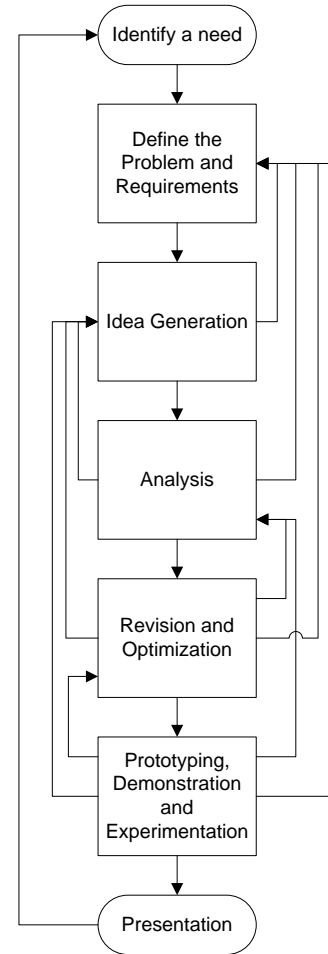 Identify a need
Define the
Problem and
Requirements
Idea Generation
Analysis
Revision and
Optimization
Prototyping,
Demonstration
and
Experimentation
Presentation